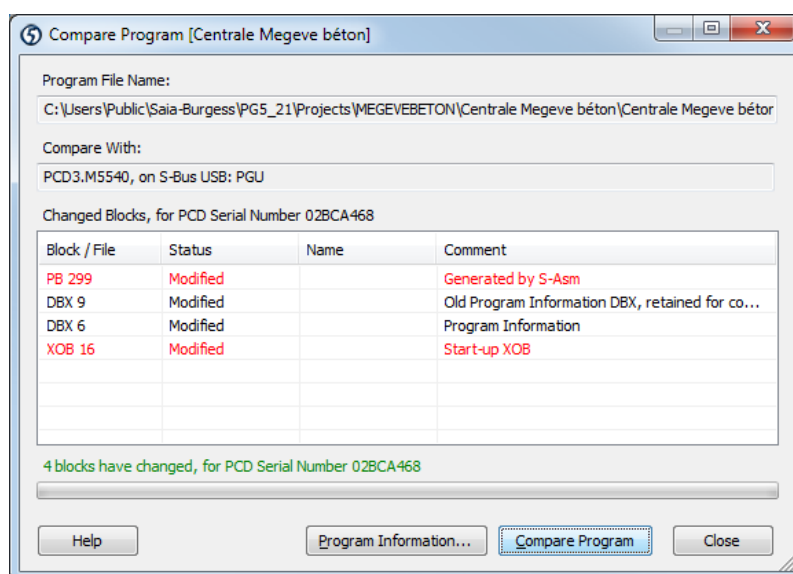 Compare Program [Centrale Megeve béton]
Program File Name:
C:\Users\Public\Saia-Burgess\PG5_21\Projects\MEGEVEBETON\Centrale Megeve béton\Centrale Megeve béton
Compare With:
PCD3.M5540, on S-Bus USB: PGU
Changed Blocks, for PCD Serial Number 02BCA468
Block / File Status Name Comment
PB 299 Modified Generated by S-Asm
DBX 9 Modified Old Program Information DBX, retained for co...
DBX 6 Modified Program Information
XOB 16 Modified Start-up XOB
4 blocks have changed, for PCD Serial Number 02BCA468
Help Program Information... Compare Program Close